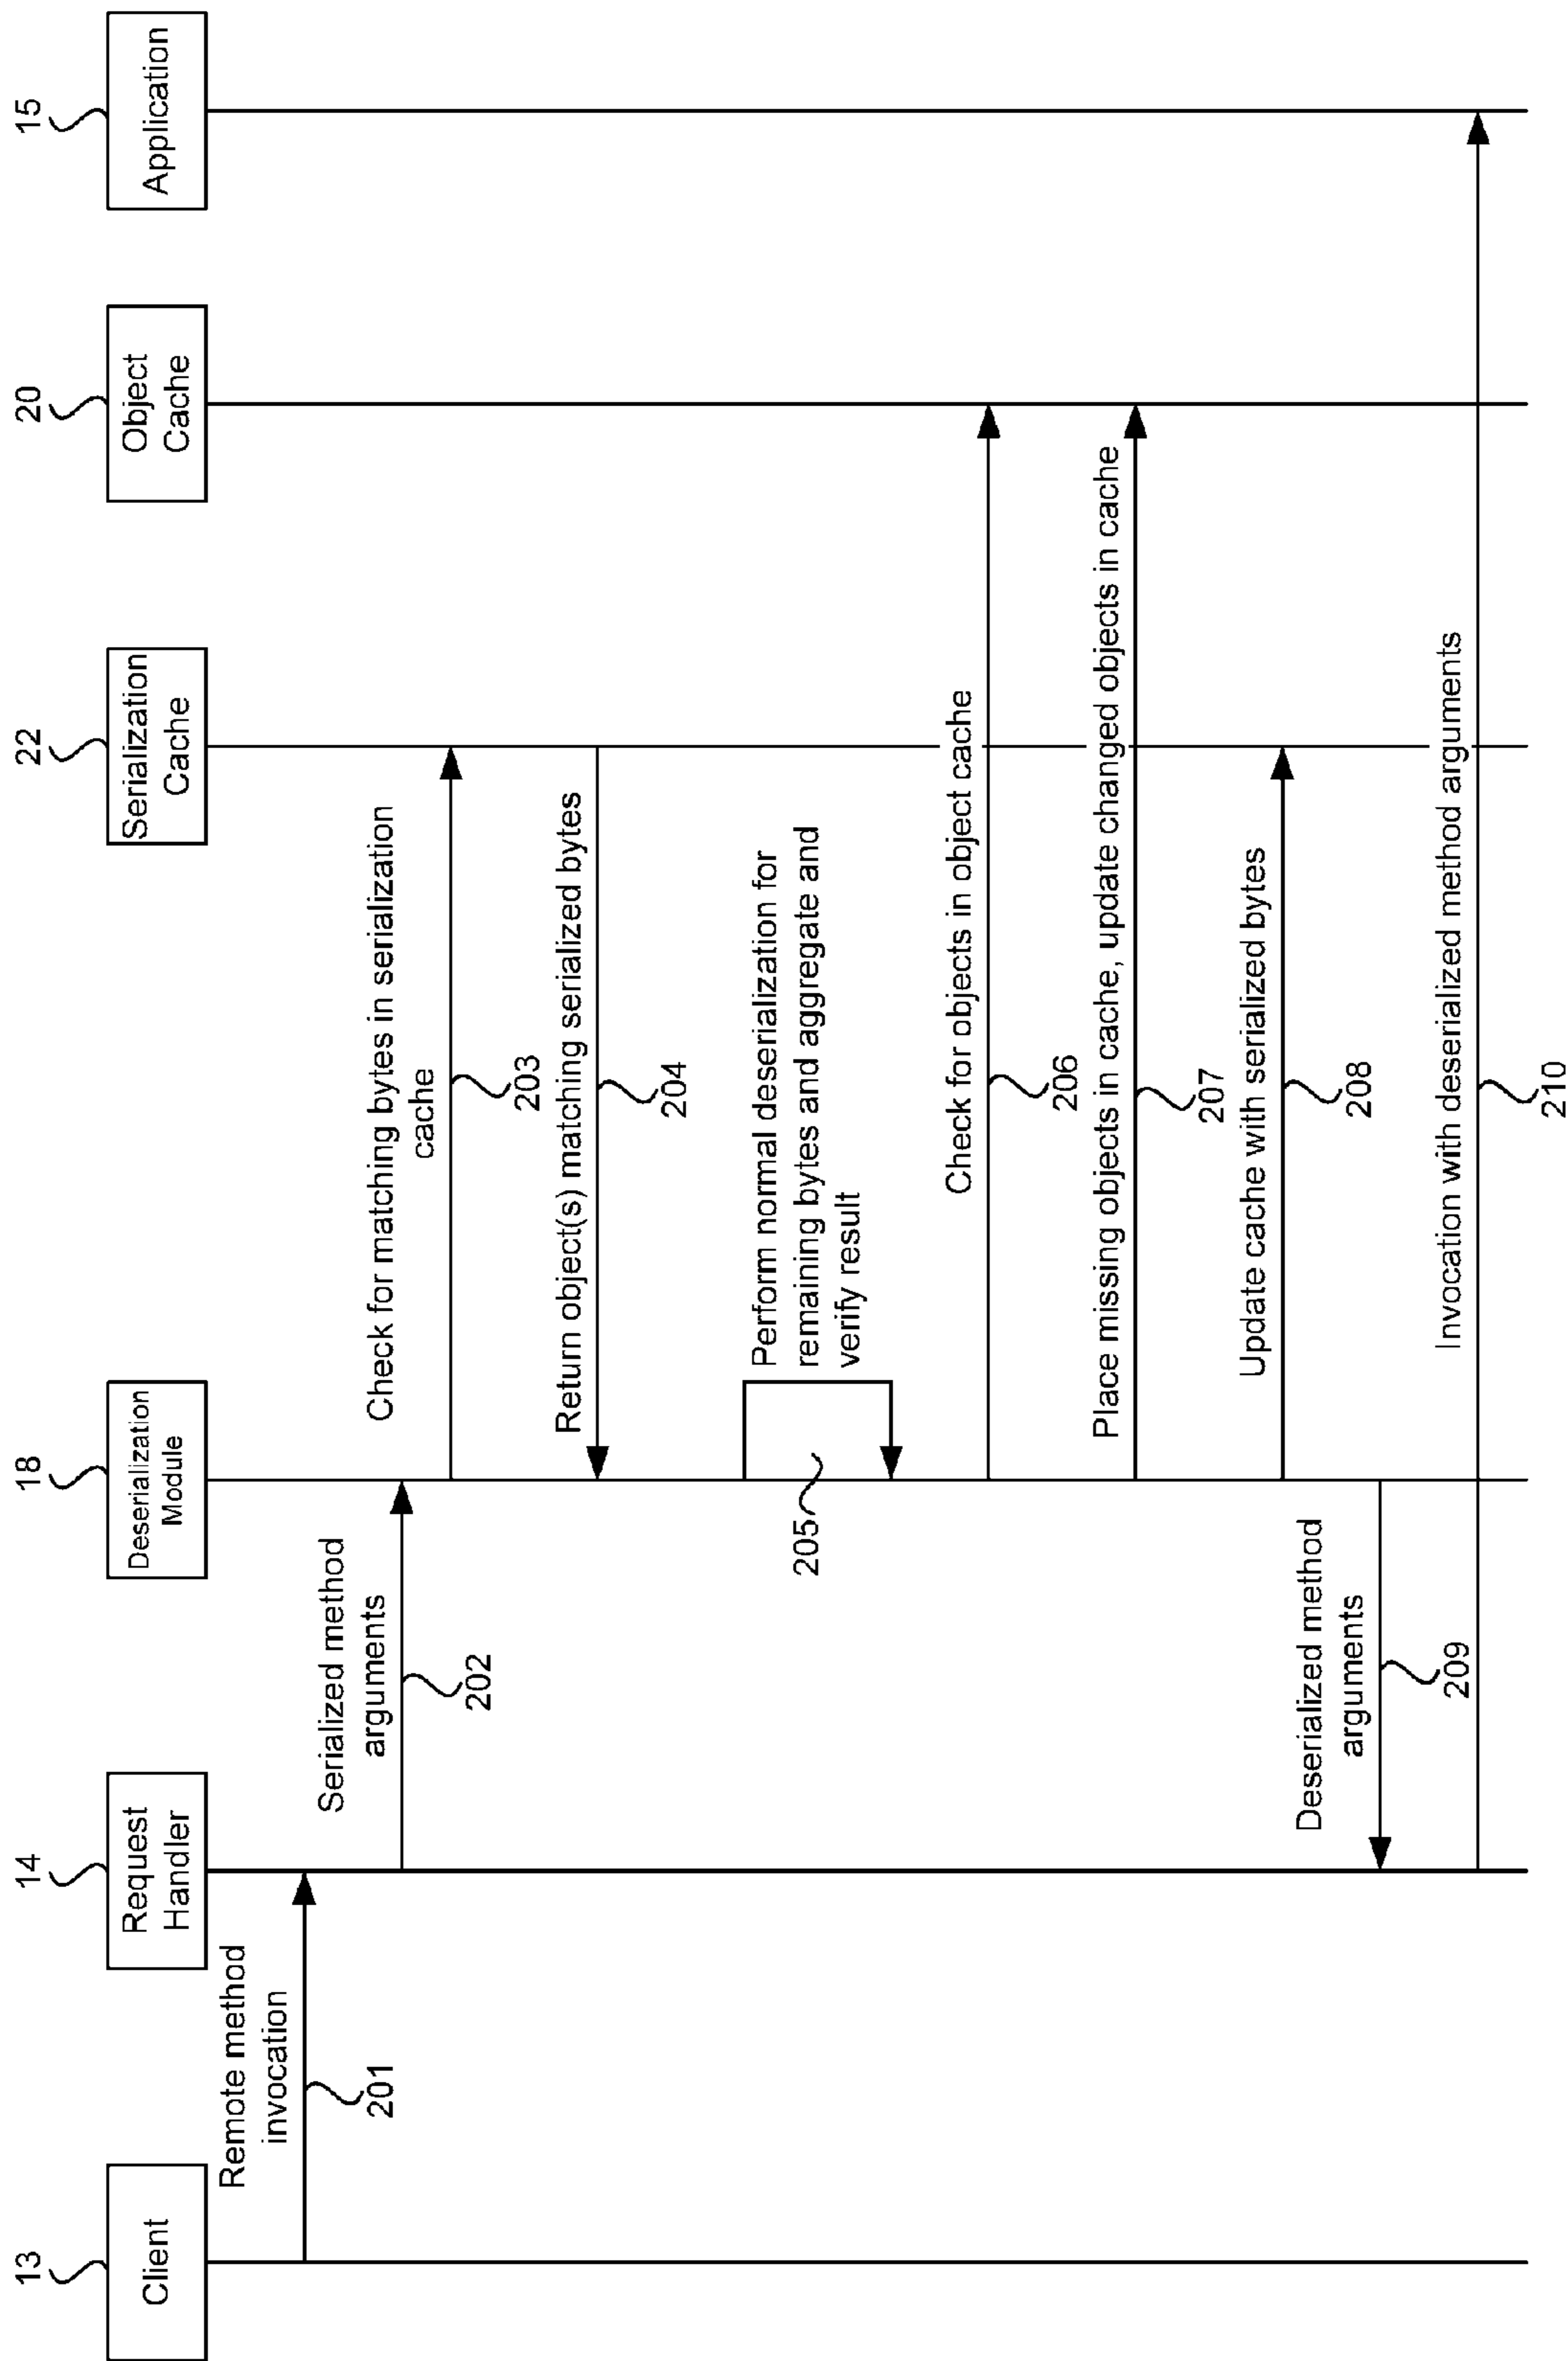 13
Client
14
Request
Handler
18
Deserialization
Module
22
Serialization
Cache
20
Object
Cache
15
Application
Remote method
invocation
201
Serialized method
arguments
202
Check for matching bytes in serialization
cache
203
Return object(s) matching serialized bytes
204
Perform normal deserialization for
remaining bytes and aggregate and
verify result
205
Check for objects in object cache
206
Place missing objects in cache, update changed objects in cache
207
Update cache with serialized bytes
208
Deserialized method
arguments
209
Invocation with deserialized method arguments
210